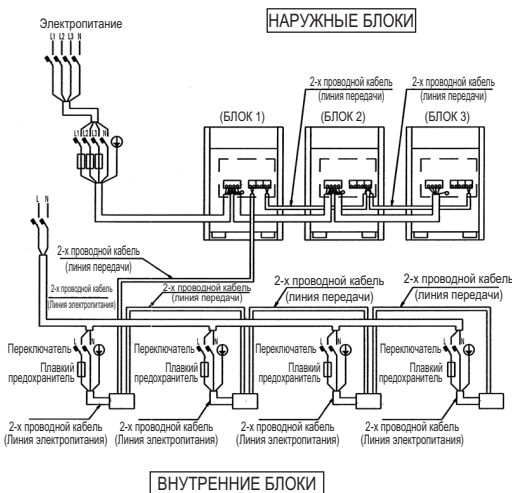 Электропитание
НАРУЖНЫЕ БЛОКИ
L1 L2 L3 N
2-х проводной кабель
(линия передачи)
2-х проводной кабель
(линия передачи)
(БЛОК 1)
(БЛОК 2)
(БЛОК 3)
L1 L2 L3 N
L N
2-х проводной кабель
(линия передачи)
2-х проводной кабель
(Линия электропитания)
2-х проводной кабель
(линия передачи)
2-х проводной кабель
(линия передачи)
2-х проводной кабель
(линия передачи)
L N
L N
L N
L N
Переключатель
Плавкий
предохранитель
Переключатель
Плавкий
предохранитель
Переключатель
Плавкий
предохранитель
Переключатель
Плавкий
предохранитель
2-х проводной кабель
(Линия электропитания)
2-х проводной кабель
(Линия электропитания)
2-х проводной кабель
(Линия электропитания)
2-х проводной кабель
(Линия электропитания)
ВНУТРЕННИЕ БЛОКИ